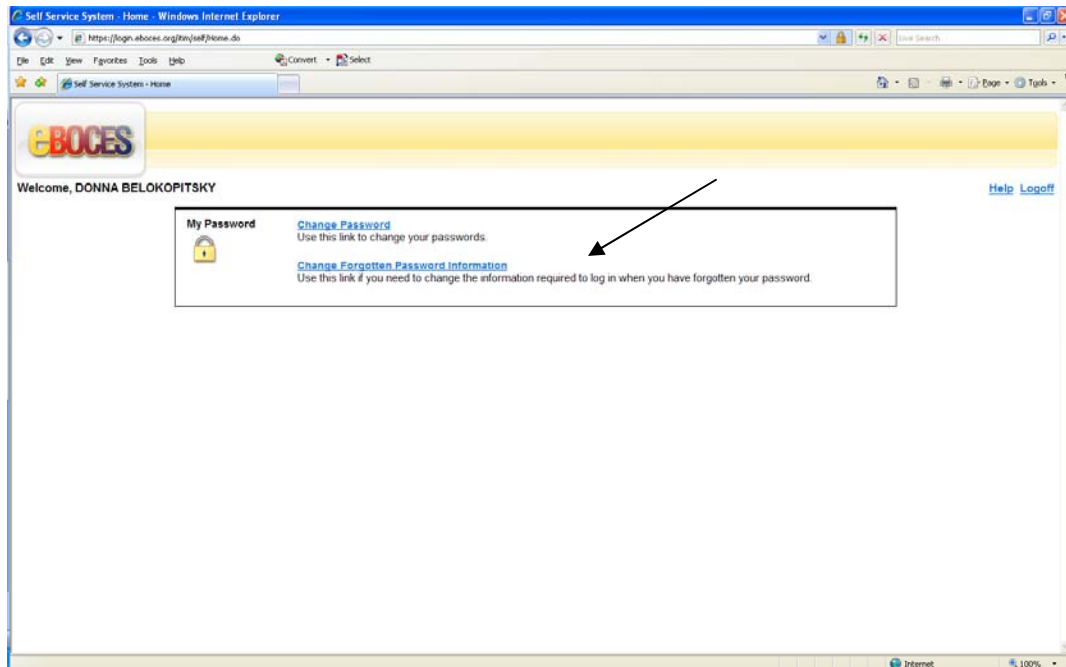 Self Service System - Home - Windows Internet Explorer
https://login.eboces.org/itim/self/Home.do
Live Search
File Edit View Favorites Tools Help
Convert Select
Self Service System - Home
Page Tools
eBOCES
Welcome, DONNA BELOKOPITSKY
Help Logoff
My Password
Change Password
Use this link to change your passwords.
Change Forgotten Password Information
Use this link if you need to change the information required to log in when you have forgotten your password.
Internet
100%